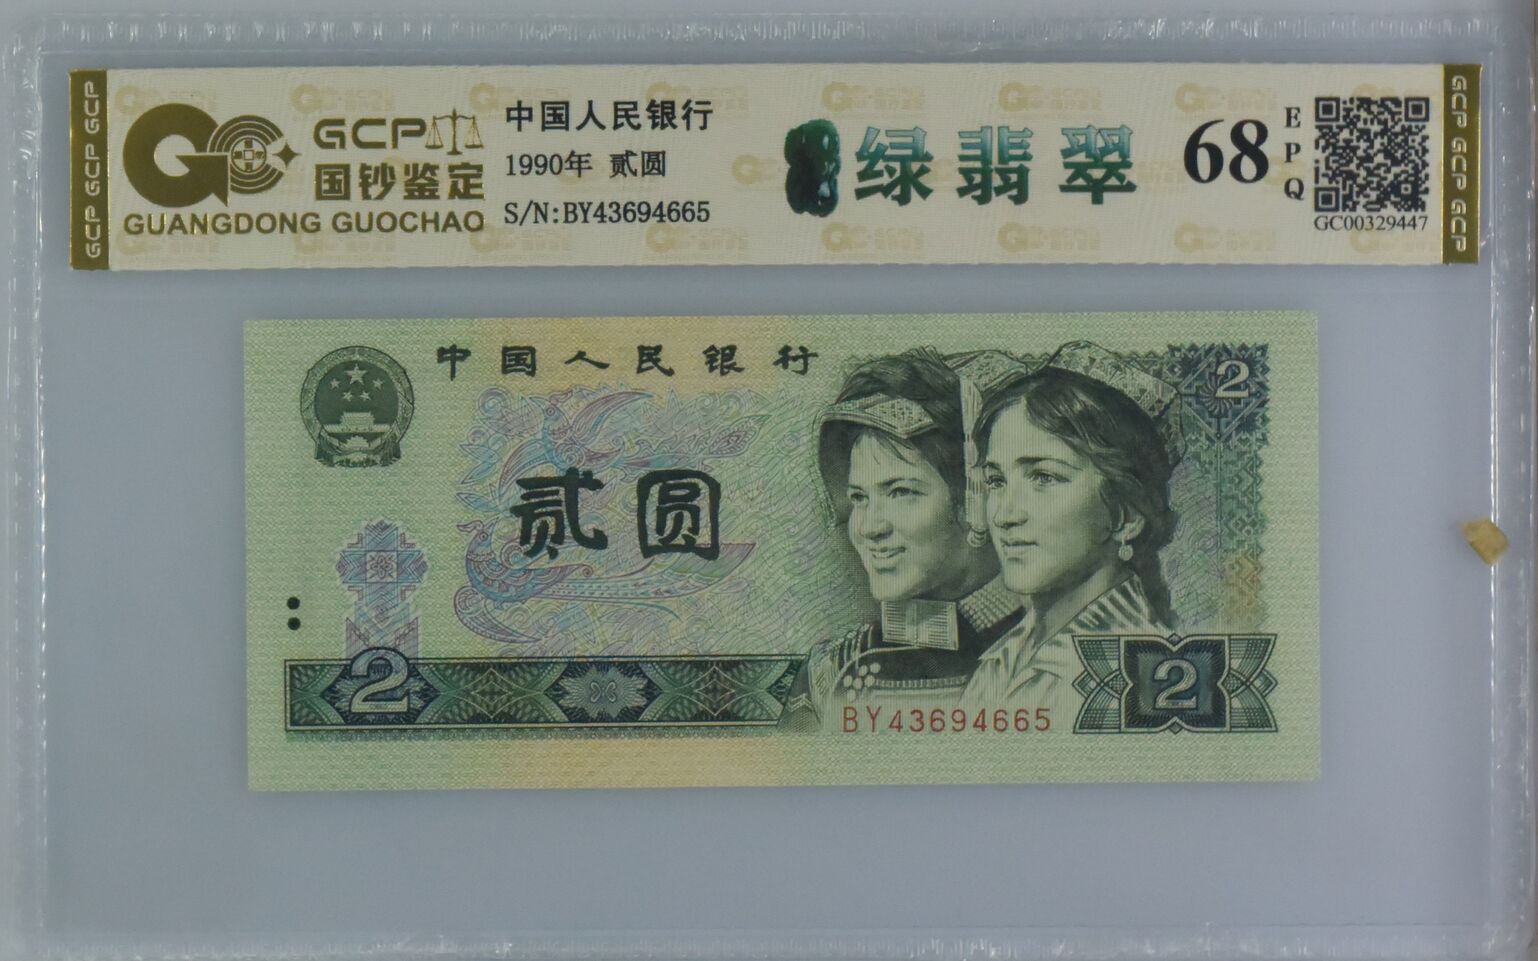 GCP GCP GCP
GCP
国钞鉴定
GUANGDONG GUOCHAO
中国人民银行
1990年 贰圆
S/N:BY43694665
绿翡翠
68
EPQ
GC00329447
GCP GCP GCP
中国人民银行
2
贰圆
2
BY43694665
2